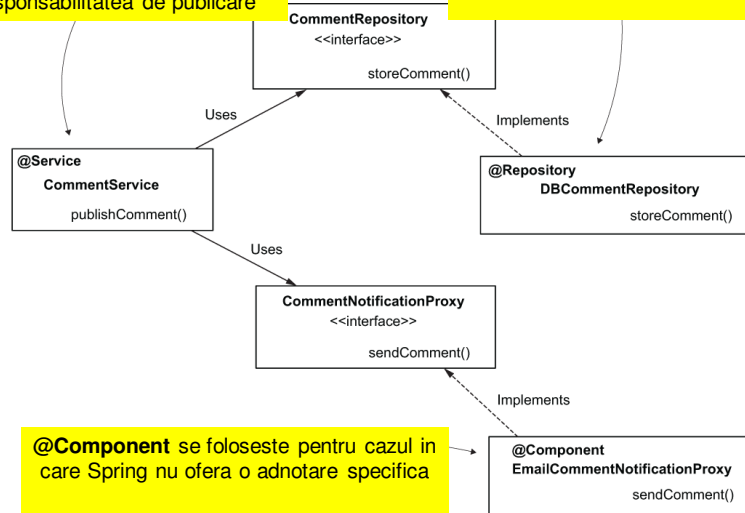 de publicare
CommentRepository
<<interface>>
storeComment()
Uses
Implements
@Service
CommentService
publishComment()
@Repository
DBCommentRepository
storeComment()
Uses
CommentNotificationProxy
<<interface>>
sendComment()
Implements
@Component se foloseste pentru cazul in
care Spring nu ofera o adnotare specifica
@Component
EmailCommentNotificationProxy
sendComment()